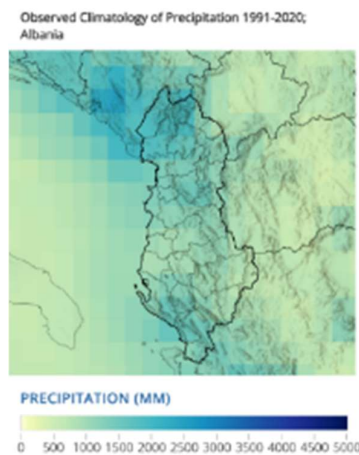 Observed Climatology of Precipitation 1991-2020;
Albania
PRECIPITATION (MM)
0 500 1000 1500 2000 2500 3000 3500 4000 4500 5000